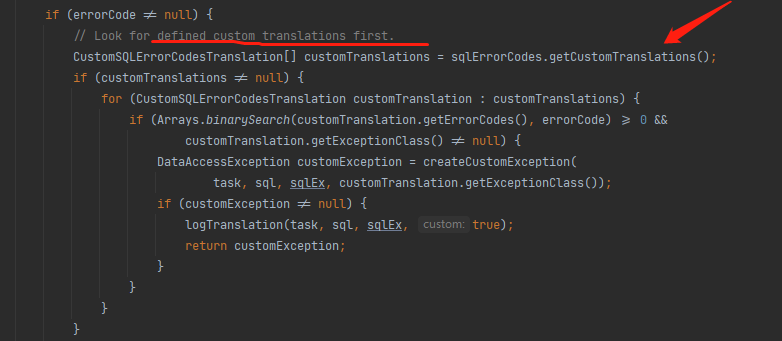 if (errorCode ≠ null) {
// Look for defined custom translations first.
CustomSQLErrorCodesTranslation[] customTranslations = sqlErrorCodes.getCustomTranslations();
if (customTranslations ≠ null) {
for (CustomSQLErrorCodesTranslation customTranslation : customTranslations) {
if (Arrays.binarySearch(customTranslation.getErrorCodes(), errorCode) ⩾ 0 &&
customTranslation.getExceptionClass() ≠ null) {
DataAccessException customException = createCustomException(
task, sql, sqlEx, customTranslation.getExceptionClass());
if (customException ≠ null) {
logTranslation(task, sql, sqlEx, custom: true);
return customException;
}
}
}
}